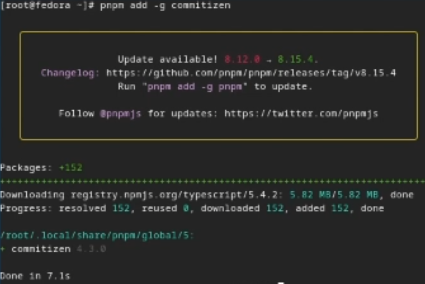 [root@fedora ~]# pnpm add -g commitizen
Update available! 8.12.0 → 8.15.4.
Changelog: https://github.com/pnpm/pnpm/releases/tag/v8.15.4
Run "pnpm add -g pnpm" to update.
Follow @pnpmjs for updates: https://twitter.com/pnpmjs
Packages: +152
++++++++++++++++++++++++++++++++++++++++++++++++++++++++++++++++++++++
Downloading registry.npmjs.org/typescript/5.4.2: 5.82 MB/5.82 MB, done
Progress: resolved 152, reused 0, downloaded 152, added 152, done
/root/.local/share/pnpm/global/5:
+ commitizen 4.3.0
Done in 7.1s